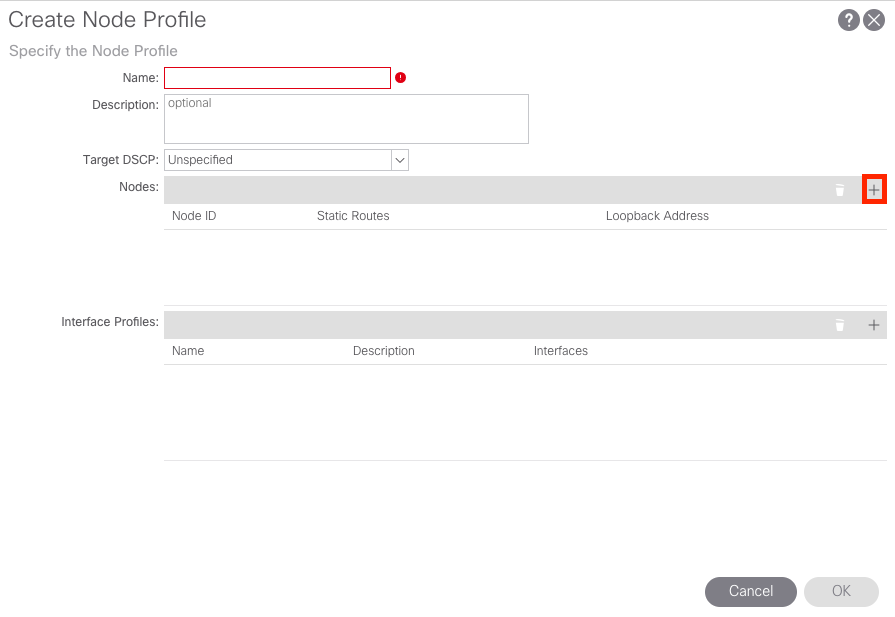 Create Node Profile
Specify the Node Profile
Name:
Description: optional
Target DSCP: Unspecified
Nodes:
Node ID Static Routes Loopback Address
Interface Profiles:
Name Description Interfaces
Cancel OK